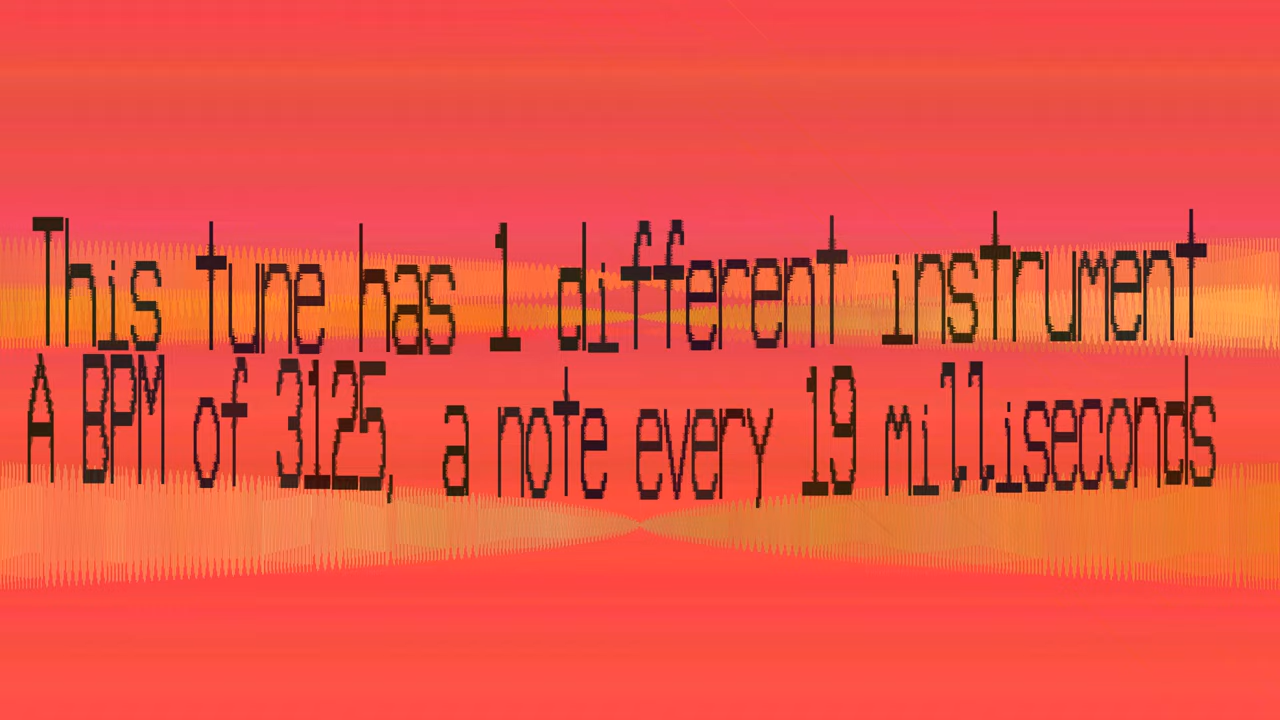 This tune has 1 different instrument
A BPM of 3125, a note every 19 milliseconds